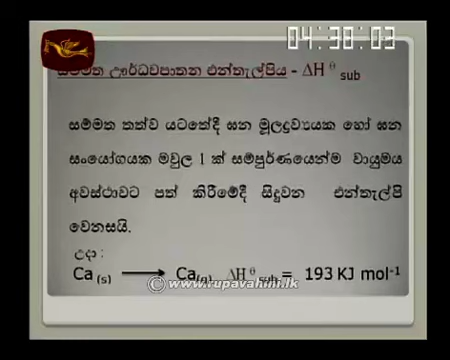 04:38:03
සම්මත ඌර්ධවපාතන එන්තැල්පිය - ΔH θ sub
සම්මත තත්ව යටතේදී ඝන මූලද්‍රව්‍යයක හෝ ඝන
සංයෝගයක මවුල 1 ක් සම්පුර්ණයෙන්ම වායුමය
අවස්ථාවට පත් කිරීමේදී සිදුවන එන්තැල්පි
වෙනසයි.
උදා :
Ca (s) ⟶ Ca(g) ΔH θ sub = 193 KJ mol-1
© www.rupavahini.lk